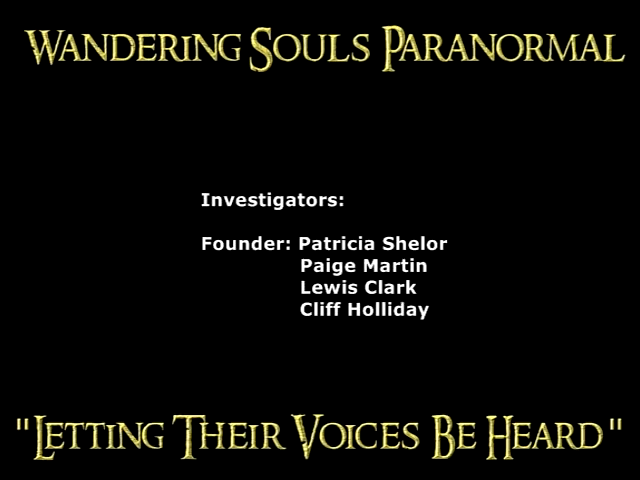 Wandering Souls Paranormal
Investigators:
Founder: Patricia Shelor
Paige Martin
Lewis Clark
Cliff Holliday
"Letting Their Voices Be Heard"